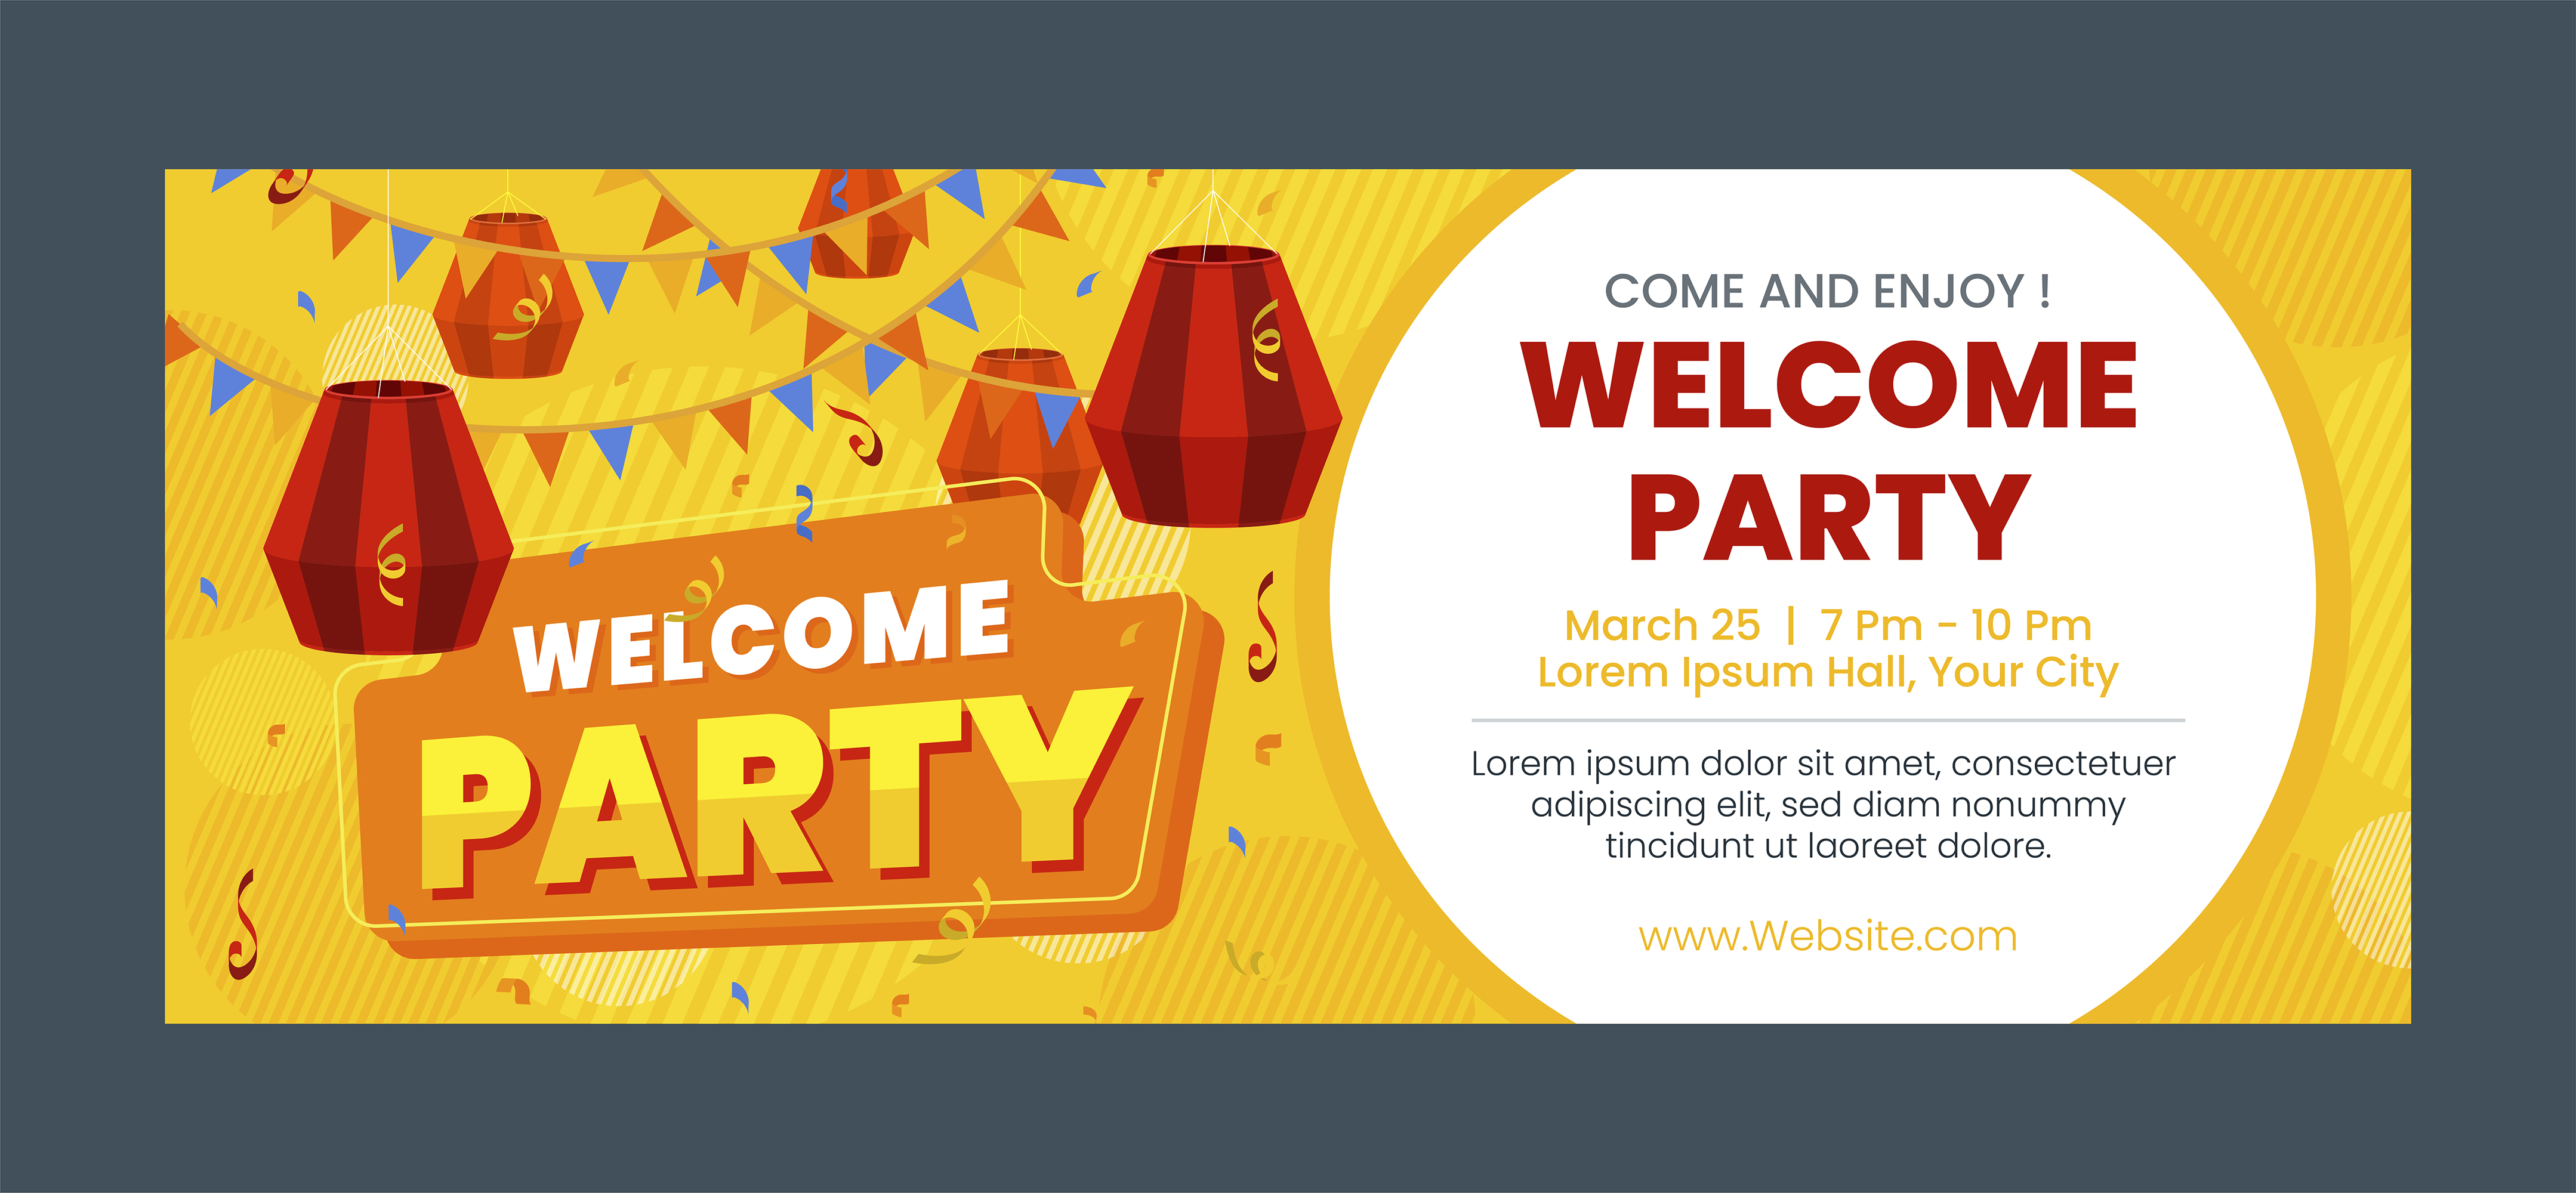 WELCOME
PARTY
COME AND ENJOY !
WELCOME
PARTY
March 25 | 7 Pm - 10 Pm
Lorem Ipsum Hall, Your City
Lorem ipsum dolor sit amet, consectetuer
adipiscing elit, sed diam nonummy
tincidunt ut laoreet dolore.
www.Website.com